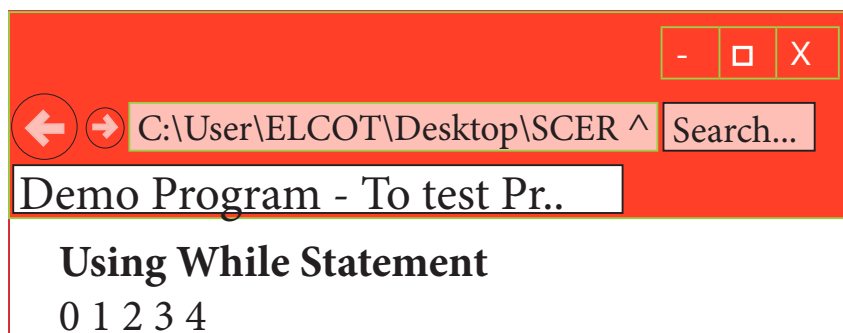 - X
C:\User\ELCOT\Desktop\SCER ^ Search...
Demo Program - To test Pr..
Using While Statement
0 1 2 3 4